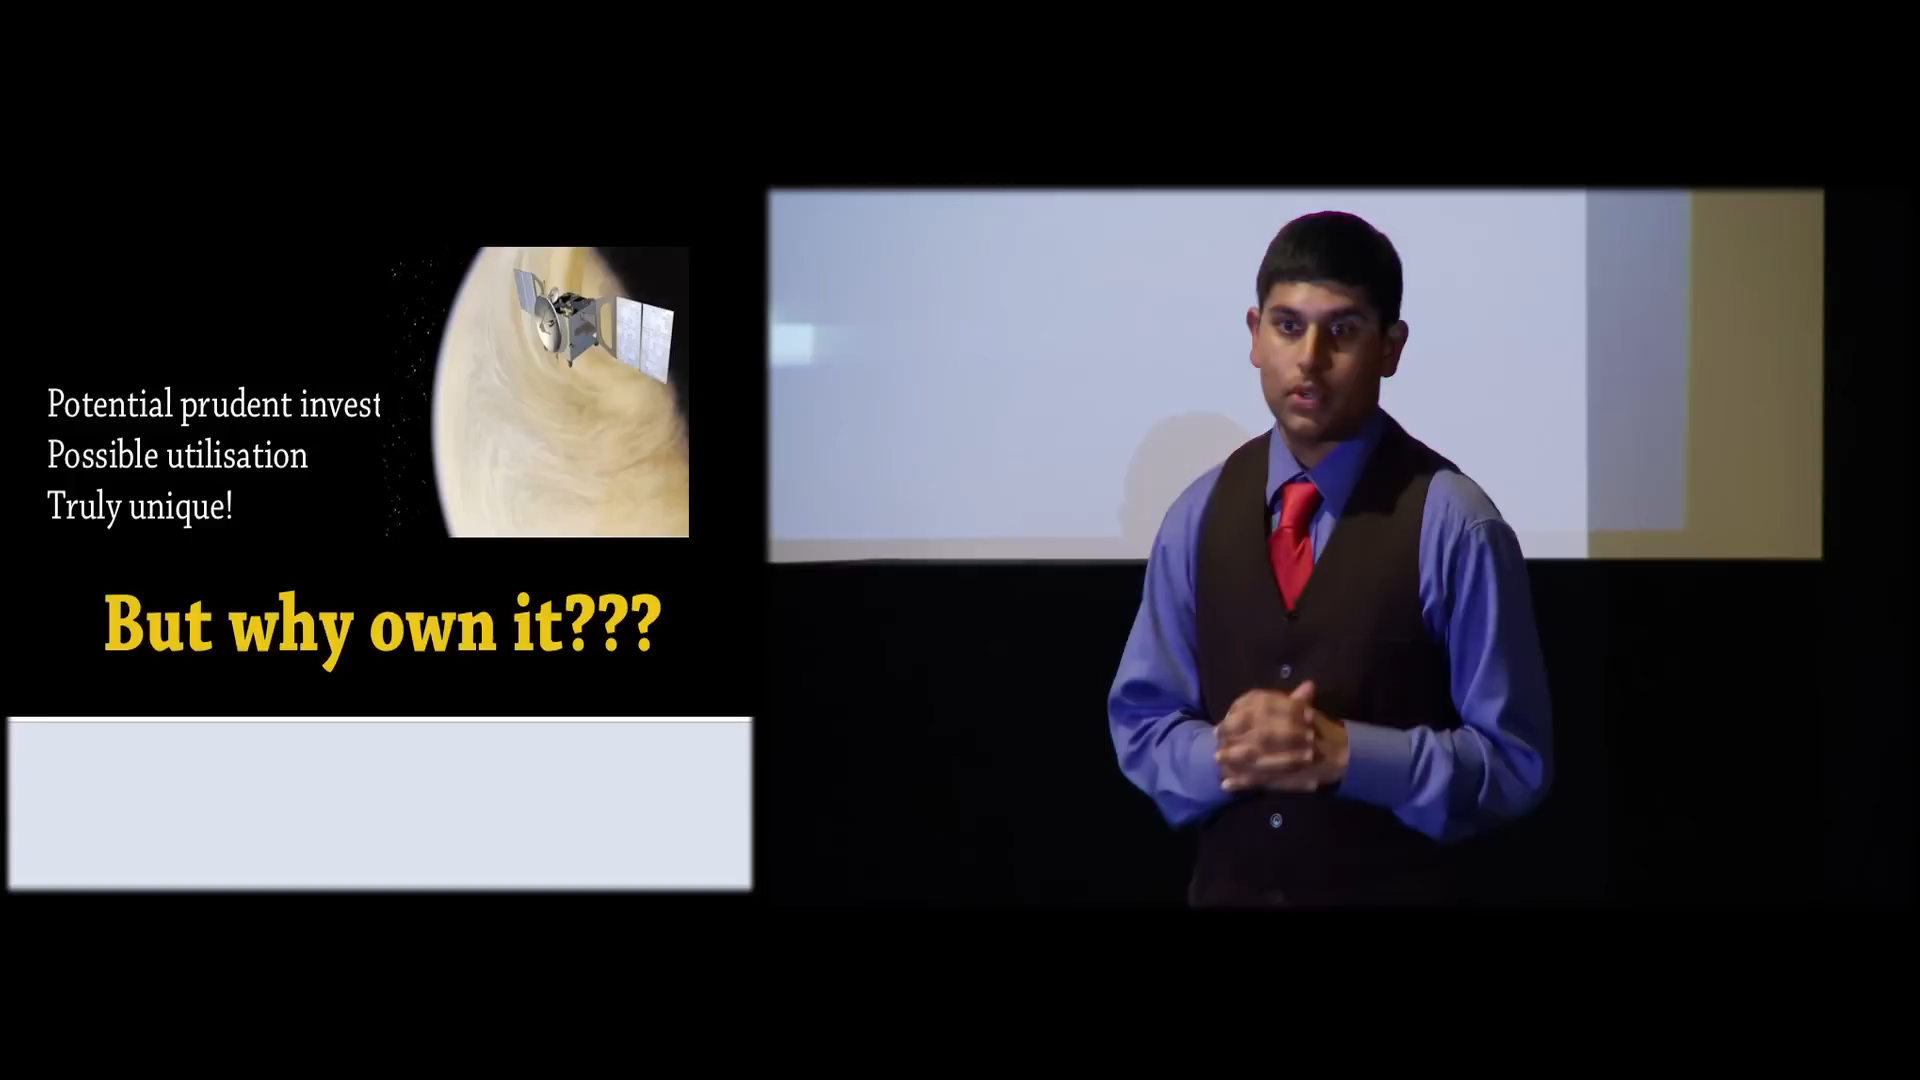 Potential prudent invest
Possible utilisation
Truly unique!
But why own it???